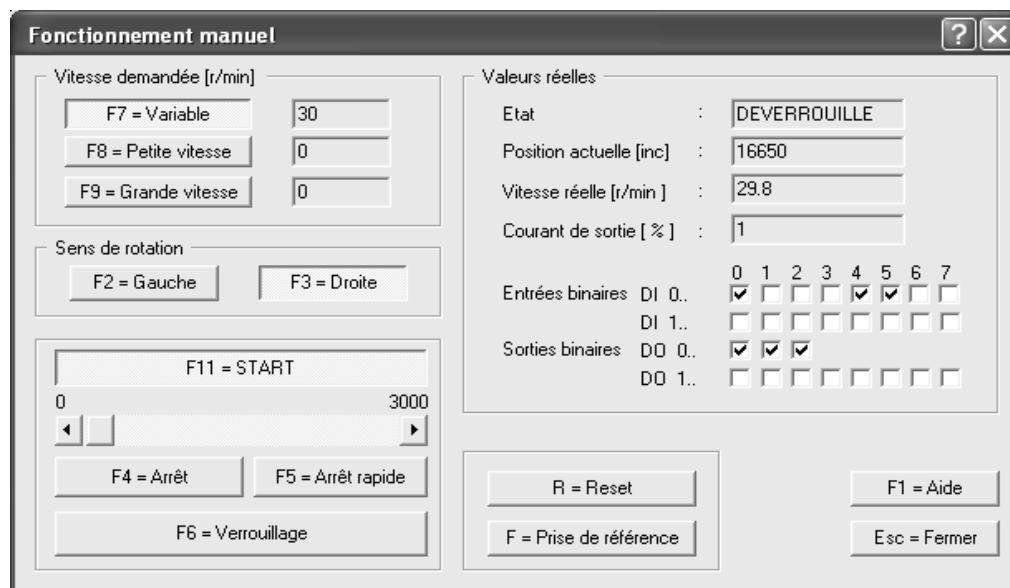 Fonctionnement manuel
Vitesse demandée [r/min]
F7 = Variable 30
F8 = Petite vitesse 0
F9 = Grande vitesse 0
Sens de rotation
F2 = Gauche F3 = Droite
F11 = START
0 3000
F4 = Arrêt F5 = Arrêt rapide
F6 = Verrouillage
Valeurs réelles
Etat : DEVERROUILLE
Position actuelle [inc] : 16650
Vitesse réelle [r/min ] : 29.8
Courant de sortie [ % ] : 1
0 1 2 3 4 5 6 7
Entrées binaires DI 0..
DI 1..
Sorties binaires DO 0..
DO 1..
R = Reset
F = Prise de référence
F1 = Aide
Esc = Fermer